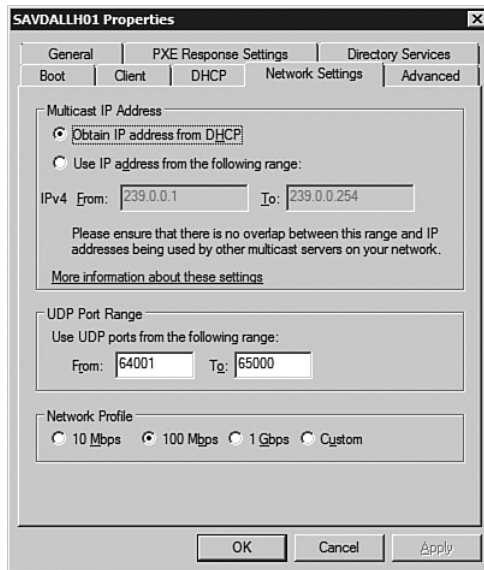 SAVDALLH01 Properties
General PXE Response Settings Directory Services
Boot Client DHCP Network Settings Advanced
Multicast IP Address
Obtain IP address from DHCP
Use IP address from the following range:
IPv4 From: 239.0.0.1 To: 239.0.0.254
Please ensure that there is no overlap between this range and IP
addresses being used by other multicast servers on your network.
More information about these settings
UDP Port Range
Use UDP ports from the following range:
From: 64001 To: 65000
Network Profile
10 Mbps 100 Mbps 1 Gbps Custom
OK Cancel Apply